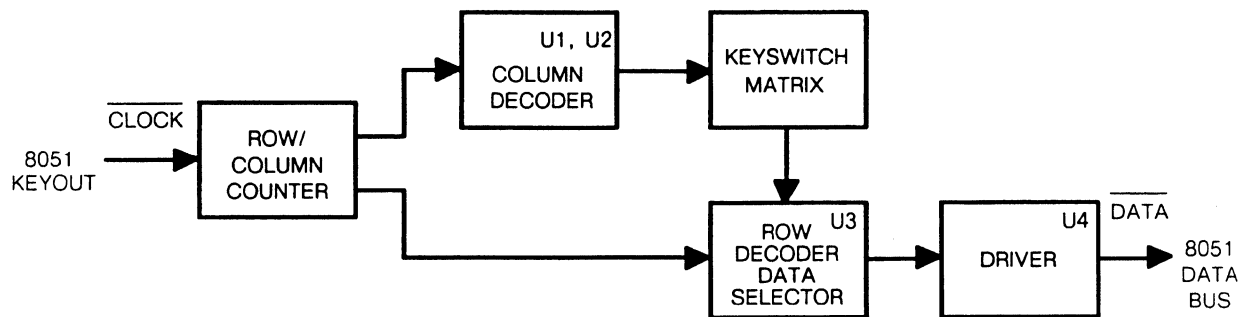 CLOCK
8051
KEYOUT
ROW/
COLUMN
COUNTER
U1, U2
COLUMN
DECODER
KEYSWITCH
MATRIX
U3
ROW
DECODER
DATA
SELECTOR
U4
DRIVER
DATA
8051
DATA
BUS